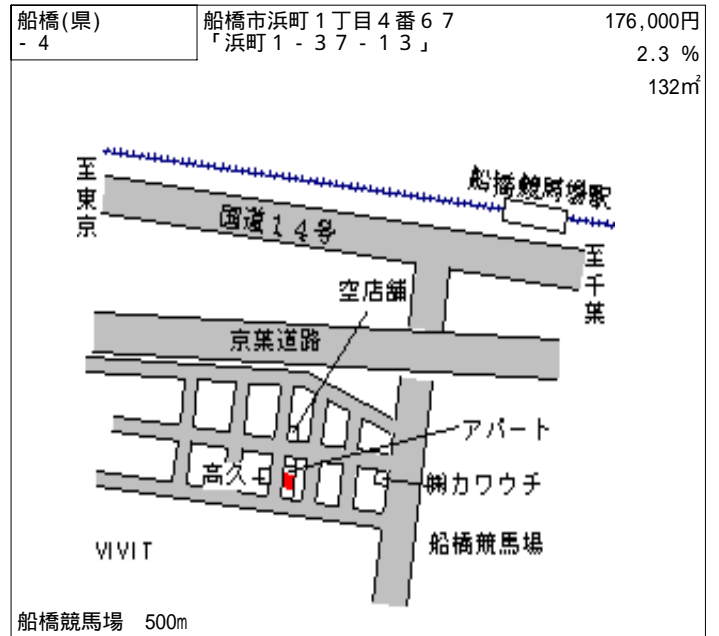 船橋(県)
- 4
船橋市浜町１丁目４番６７
「浜町１‐３７‐１３」
176,000円
2.3 %
132㎡
至東京
船橋競馬場駅
国道１４号
至千葉
空店舗
京葉道路
アパート
高久
㈱カワウチ
VIVIT
船橋競馬場
船橋競馬場　500m